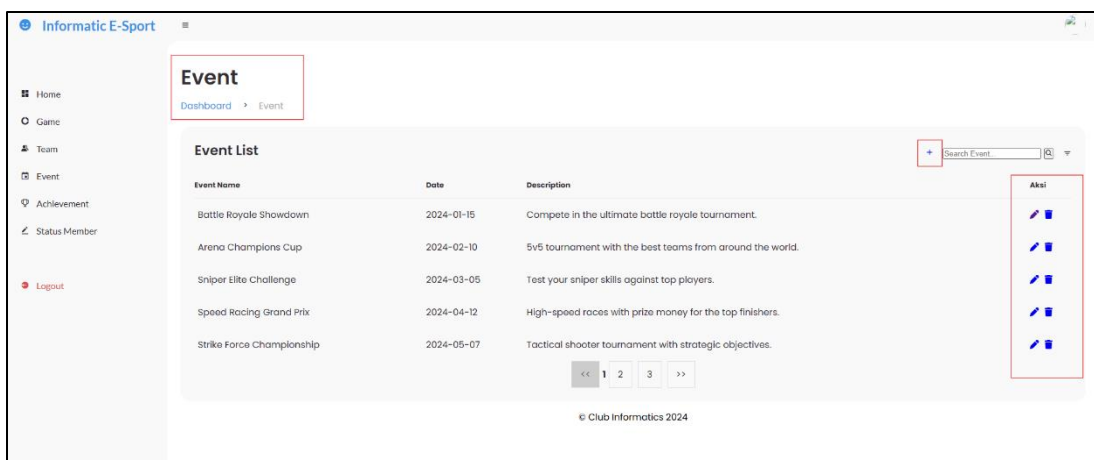 Informatic E-Sport
Home
Game
Team
Event
Achievement
Status Member
Logout
Event
Dashboard > Event
Event List
+ Search Event...
Event Name Date Description Aksi
Battle Royale Showdown 2024-01-15 Compete in the ultimate battle royale tournament.
Arena Champions Cup 2024-02-10 5v5 tournament with the best teams from around the world.
Sniper Elite Challenge 2024-03-05 Test your sniper skills against top players.
Speed Racing Grand Prix 2024-04-12 High-speed races with prize money for the top finishers.
Strike Force Championship 2024-05-07 Tactical shooter tournament with strategic objectives.
<< 1 2 3 >>
© Club Informatics 2024